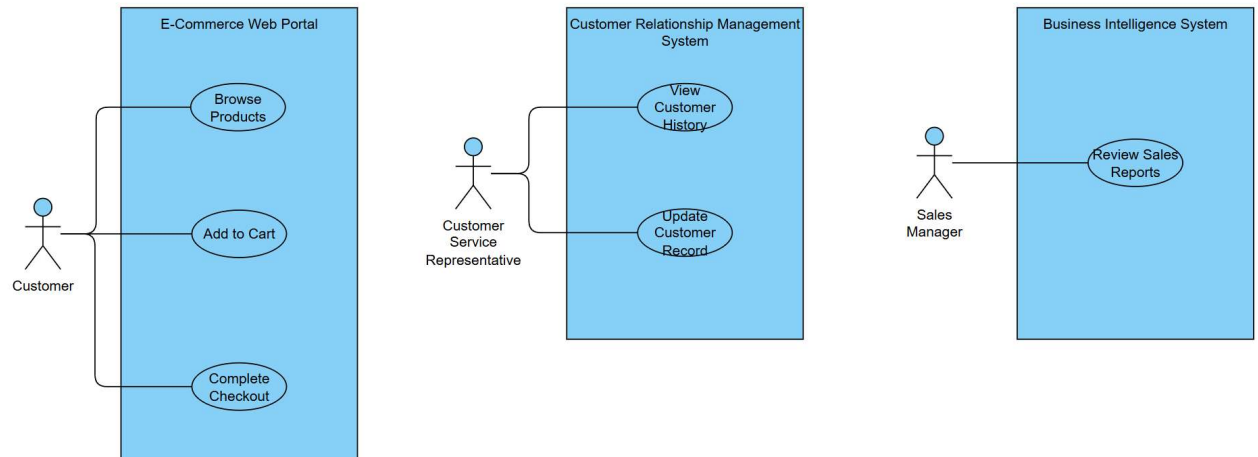 E-Commerce Web Portal
Browse
Products
Add to Cart
Complete
Checkout
Customer
Customer Relationship Management
System
View
Customer
History
Update
Customer
Record
Customer
Service
Representative
Business Intelligence System
Review Sales
Reports
Sales
Manager